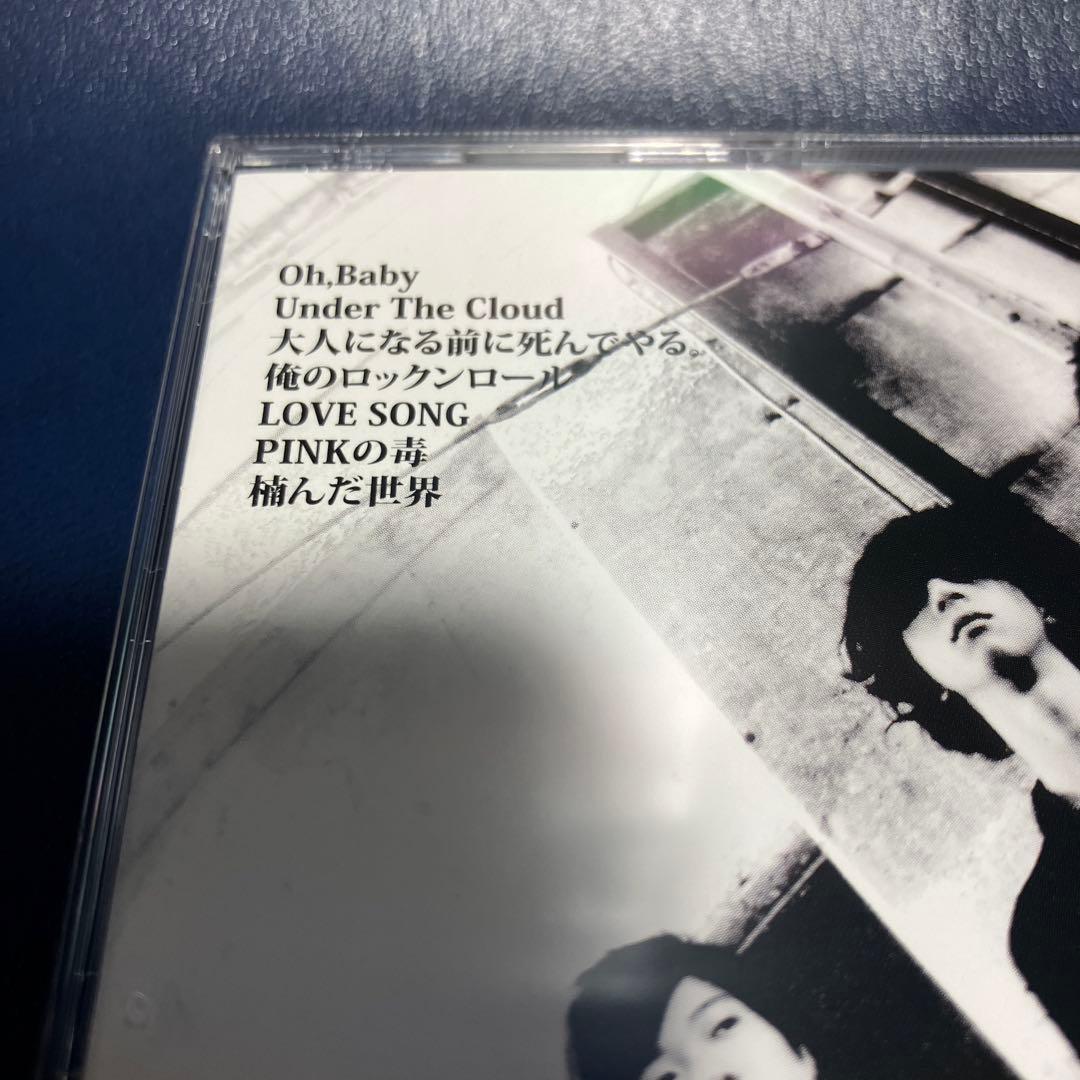 Oh,Baby
Under The Cloud
大人になる前に死んでやる。
俺のロックンロール
LOVE SONG
PINKの毒
楠んだ世界